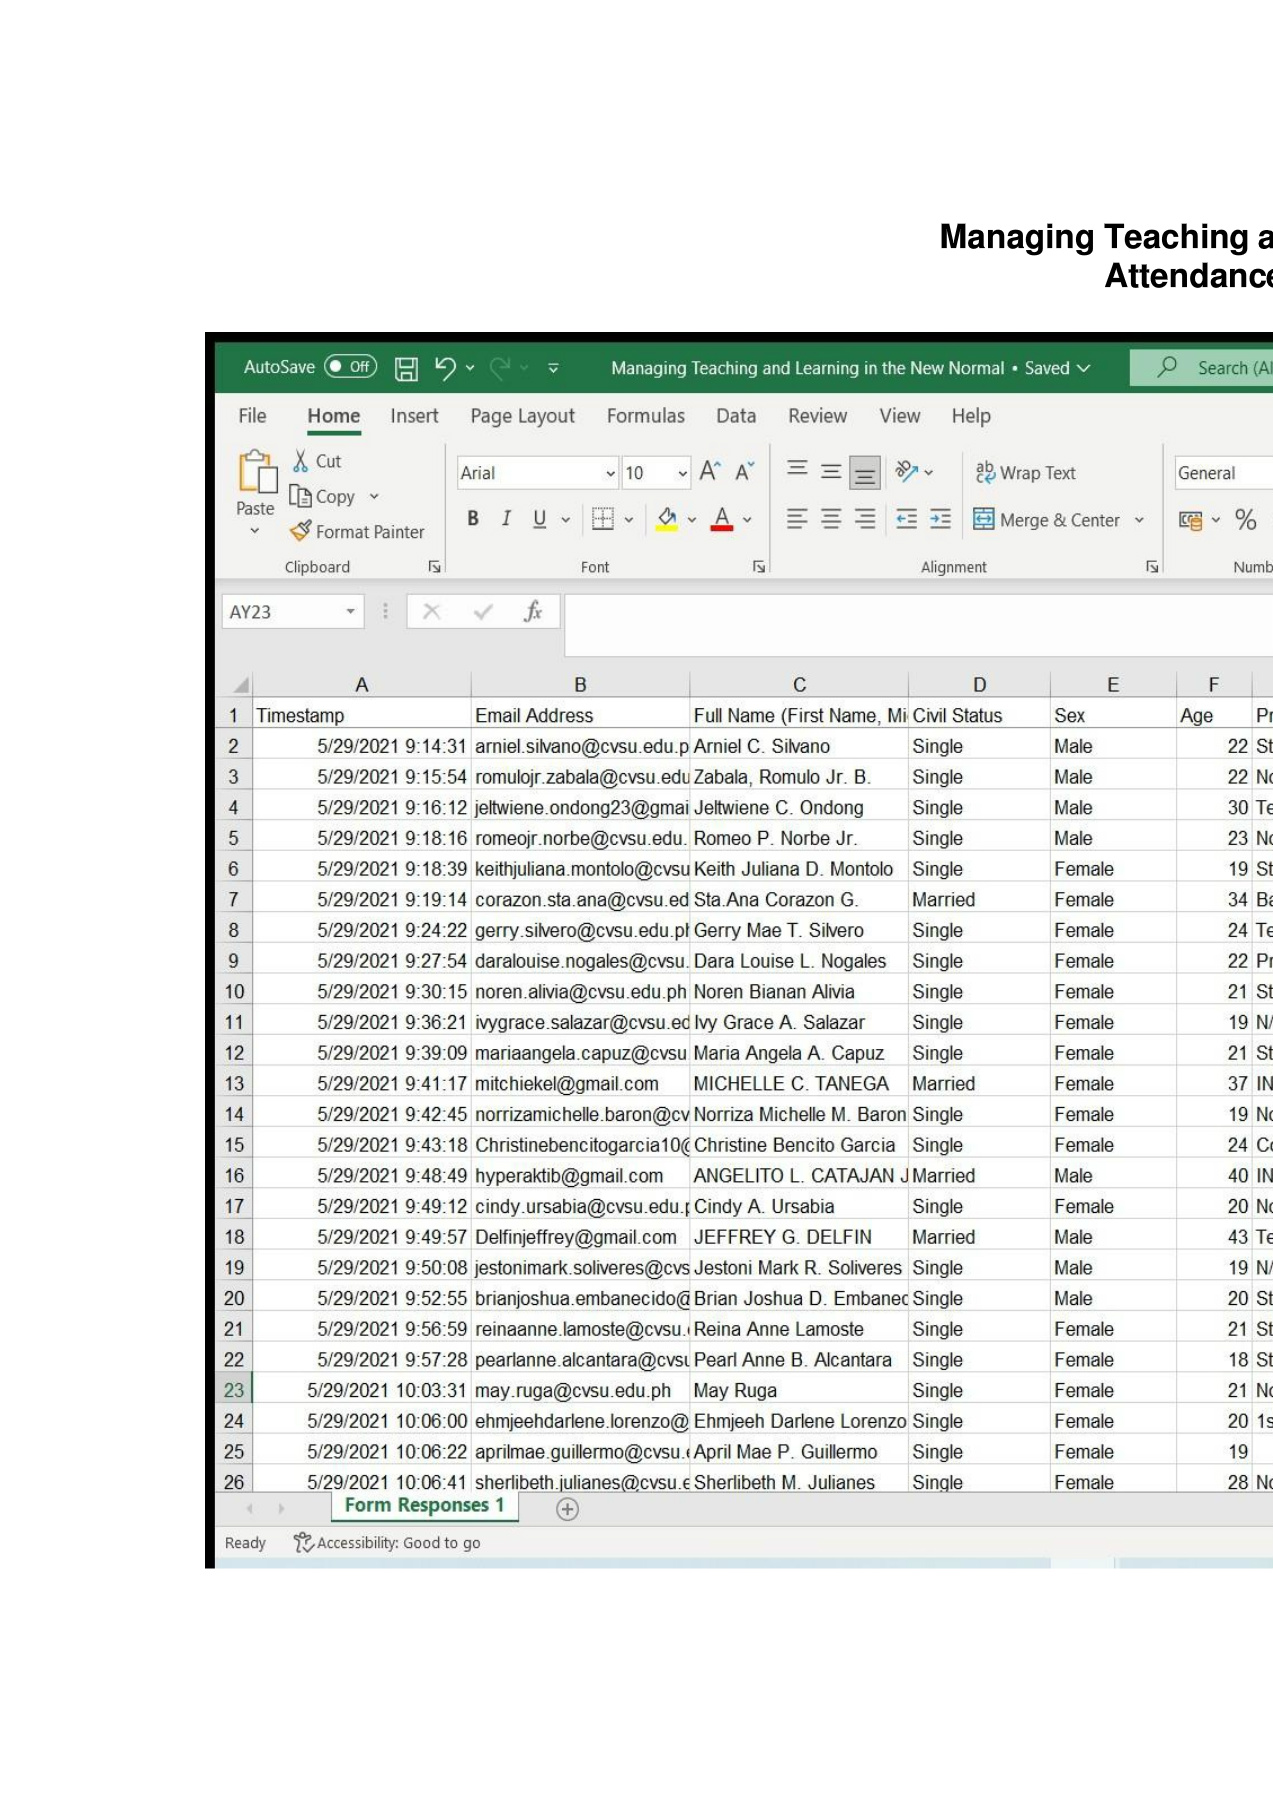 Managing Teaching a
Attendance
AutoSave Off Managing Teaching and Learning in the New Normal • Saved Search (Al
File Home Insert Page Layout Formulas Data Review View Help
Cut
Copy
Paste
Format Painter
Clipboard
Arial 10
B I U
Font
Wrap Text
Merge & Center
Alignment
General
%
Numb
AY23 fx
A B C D E F
1 Timestamp Email Address Full Name (First Name, Mi Civil Status Sex Age Pr
2 5/29/2021 9:14:31 arniel.silvano@cvsu.edu.p Arniel C. Silvano Single Male 22 St
3 5/29/2021 9:15:54 romulojr.zabala@cvsu.edu Zabala, Romulo Jr. B. Single Male 22 No
4 5/29/2021 9:16:12 jeltwiene.ondong23@gmai Jeltwiene C. Ondong Single Male 30 Te
5 5/29/2021 9:18:16 romeojr.norbe@cvsu.edu. Romeo P. Norbe Jr. Single Male 23 No
6 5/29/2021 9:18:39 keithjuliana.montolo@cvsu Keith Juliana D. Montolo Single Female 19 St
7 5/29/2021 9:19:14 corazon.sta.ana@cvsu.ed Sta.Ana Corazon G. Married Female 34 Ba
8 5/29/2021 9:24:22 gerry.silvero@cvsu.edu.ph Gerry Mae T. Silvero Single Female 24 Te
9 5/29/2021 9:27:54 daralouise.nogales@cvsu. Dara Louise L. Nogales Single Female 22 Pr
10 5/29/2021 9:30:15 noren.alivia@cvsu.edu.ph Noren Bianan Alivia Single Female 21 St
11 5/29/2021 9:36:21 ivygrace.salazar@cvsu.ed Ivy Grace A. Salazar Single Female 19 N/
12 5/29/2021 9:39:09 mariaangela.capuz@cvsu Maria Angela A. Capuz Single Female 21 St
13 5/29/2021 9:41:17 mitchiekel@gmail.com MICHELLE C. TANEGA Married Female 37 IN
14 5/29/2021 9:42:45 norrizamichelle.baron@cv Norriza Michelle M. Baron Single Female 19 No
15 5/29/2021 9:43:18 Christinebencitogarcia10@ Christine Bencito Garcia Single Female 24 Co
16 5/29/2021 9:48:49 hyperaktib@gmail.com ANGELITO L. CATAJAN J Married Male 40 IN
17 5/29/2021 9:49:12 cindy.ursabia@cvsu.edu.p Cindy A. Ursabia Single Female 20 No
18 5/29/2021 9:49:57 Delfinjeffrey@gmail.com JEFFREY G. DELFIN Married Male 43 Te
19 5/29/2021 9:50:08 jestonimark.soliveres@cvs Jestoni Mark R. Soliveres Single Male 19 N/
20 5/29/2021 9:52:55 brianjoshua.embanecido@ Brian Joshua D. Embanec Single Male 20 St
21 5/29/2021 9:56:59 reinaanne.lamoste@cvsu.e Reina Anne Lamoste Single Female 21 St
22 5/29/2021 9:57:28 pearlanne.alcantara@cvsu Pearl Anne B. Alcantara Single Female 18 St
23 5/29/2021 10:03:31 may.ruga@cvsu.edu.ph May Ruga Single Female 21 No
24 5/29/2021 10:06:00 ehmjeehdarlene.lorenzo@ Ehmjeeh Darlene Lorenzo Single Female 20 1s
25 5/29/2021 10:06:22 aprilmae.guillermo@cvsu.e April Mae P. Guillermo Single Female 19
26 5/29/2021 10:06:41 sherlibeth.julianes@cvsu.e Sherlibeth M. Julianes Single Female 28 No
Form Responses 1
Ready Accessibility: Good to go